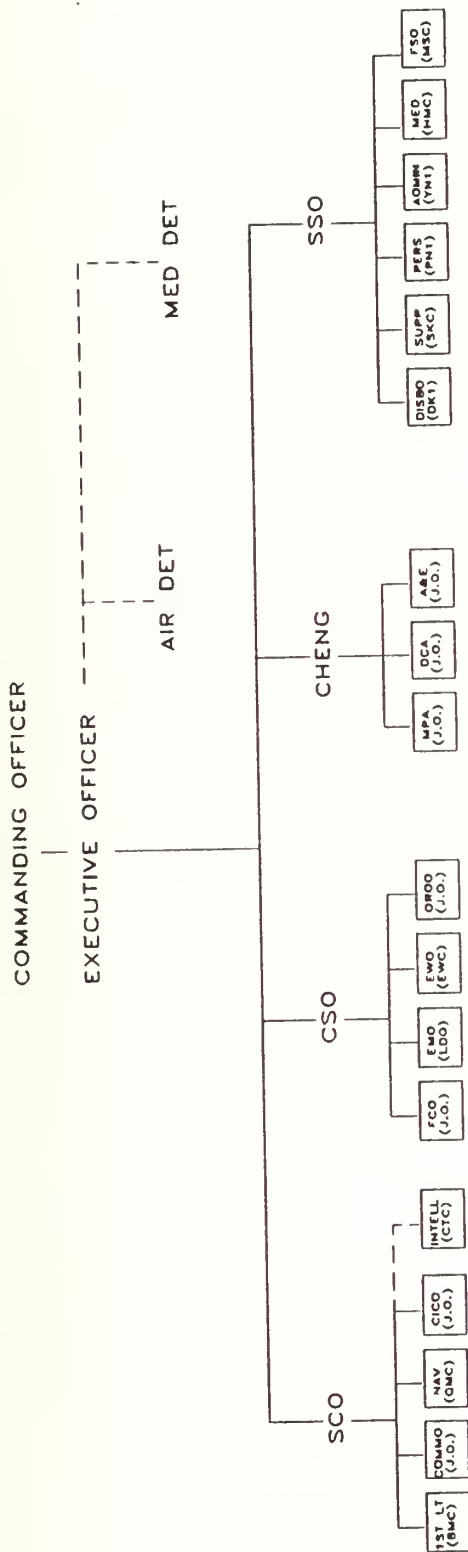 COMMANDING OFFICER
EXECUTIVE OFFICER
AIR DET
MED DET
SCO
CSO
CHENG
SSO
1ST LT
(BMC)
COMMO
(J.O.)
NAV
(QMC)
CICO
(J.O.)
INTELL
(CTC)
FCO
(J.O.)
EMO
(LDO)
EWO
(EWC)
OROO
(J.O.)
MPA
(J.O.)
DCA
(J.O.)
A&E
(J.O.)
DISBO
(DK1)
SUPP
(SKC)
PERS
(PN1)
ADMIN
(YN1)
MED
(HMC)
FSO
(MSC)